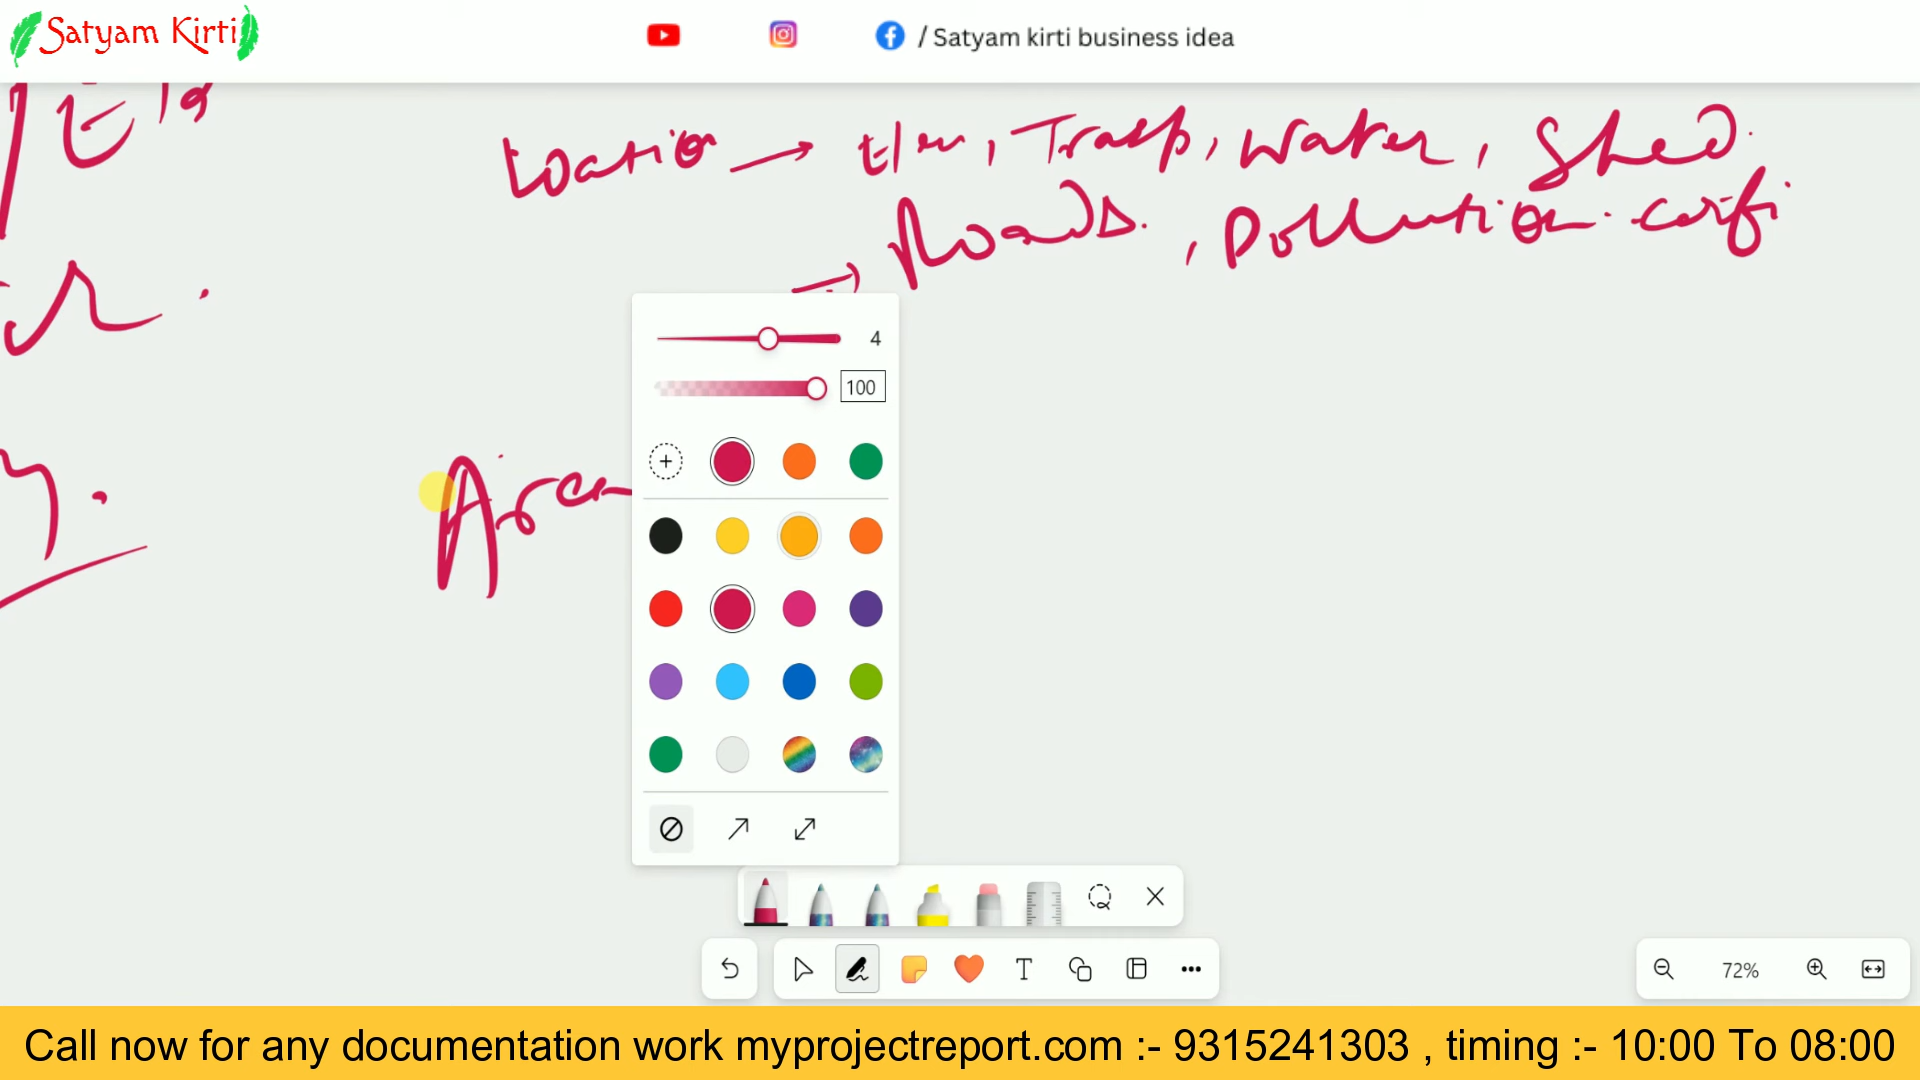 Satyam Kirti
/ Satyam kirti business idea
Location → Ele, Transp, Water, Shed.
→ Roads. , Pollution. certifi
Area
4
100
T
72%
Call now for any documentation work myprojectreport.com :- 9315241303 , timing :- 10:00 To 08:00